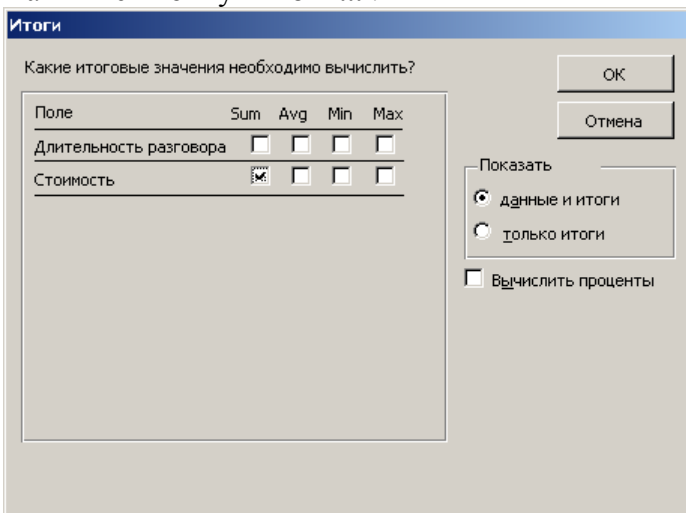 Итоги
Какие итоговые значения необходимо вычислить?
ОК
Отмена
Поле Sum Avg Min Max
Длительность разговора
Стоимость
Показать
данные и итоги
только итоги
Вычислить проценты